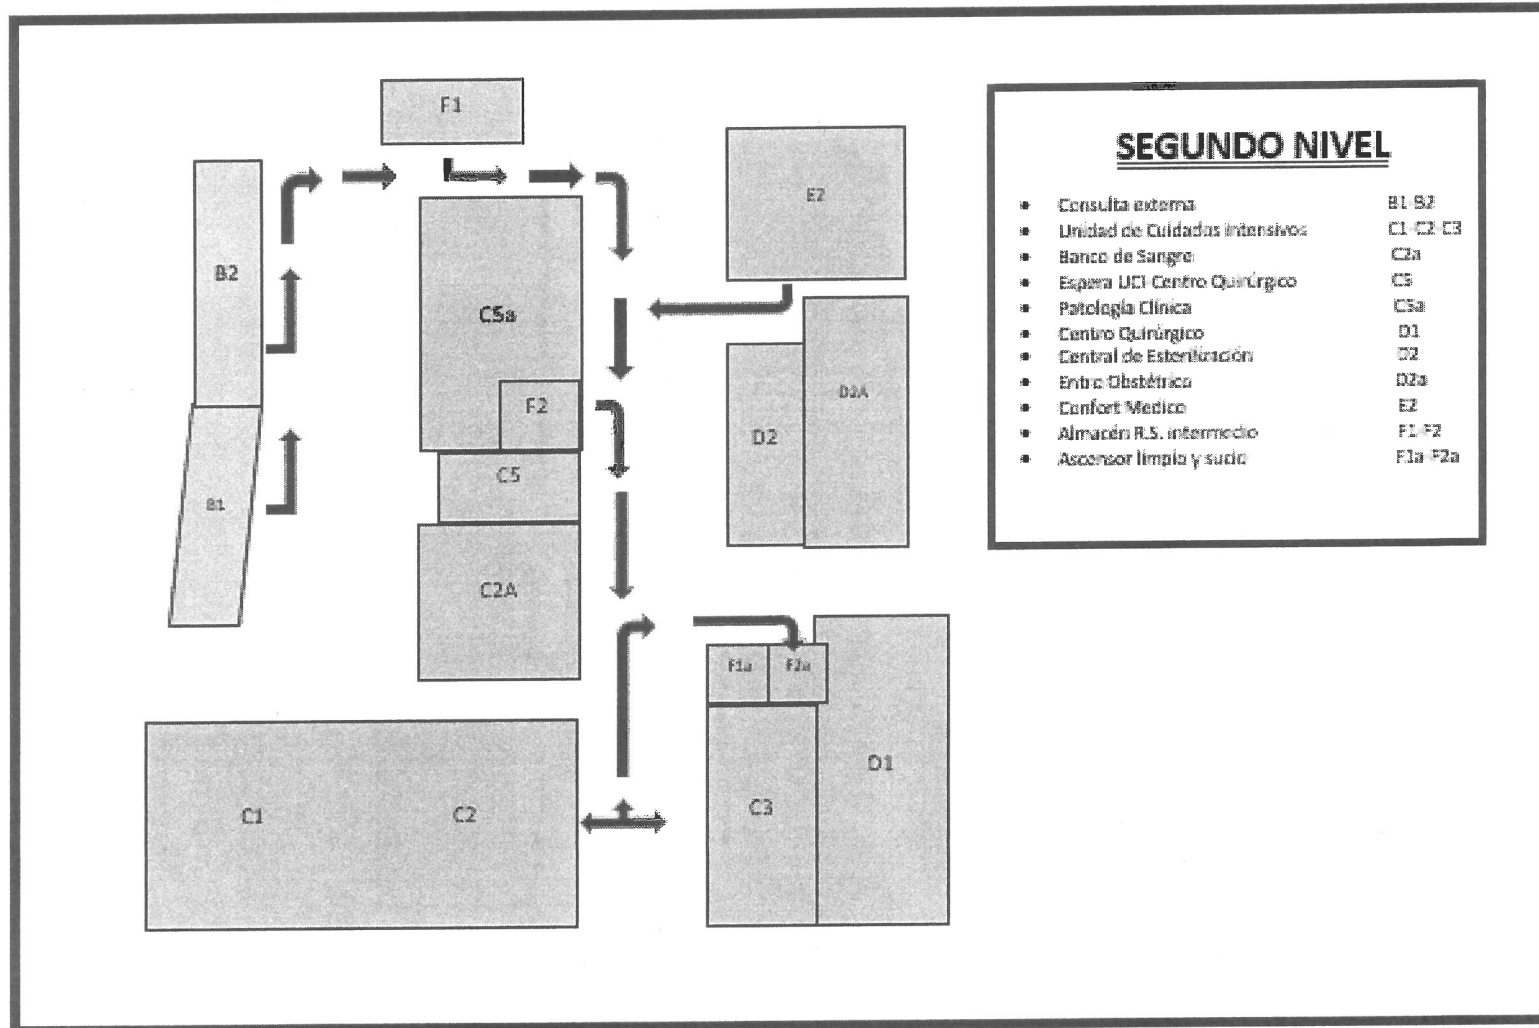 F1
SEGUNDO NIVEL
E2
• Consulta externa B1-B2
• Unidad de Cuidados intensivos C1-C2-C3
• Banco de Sangre C2a
• Espera UCI-Centro Quirúrgico C5
• Patología Clínica C5a
• Centro Quirúrgico D1
• Central de Esterilización D2
• Entro Obstétrico D2a
• Confort Medico E2
• Almacén R.S. intermedio F1-F2
• Ascensor limpio y sucio F1a-F2a
B2
C5a
D2A
F2
D2
C5
B1
C2A
F1a
F2a
D1
C3
C1
C2